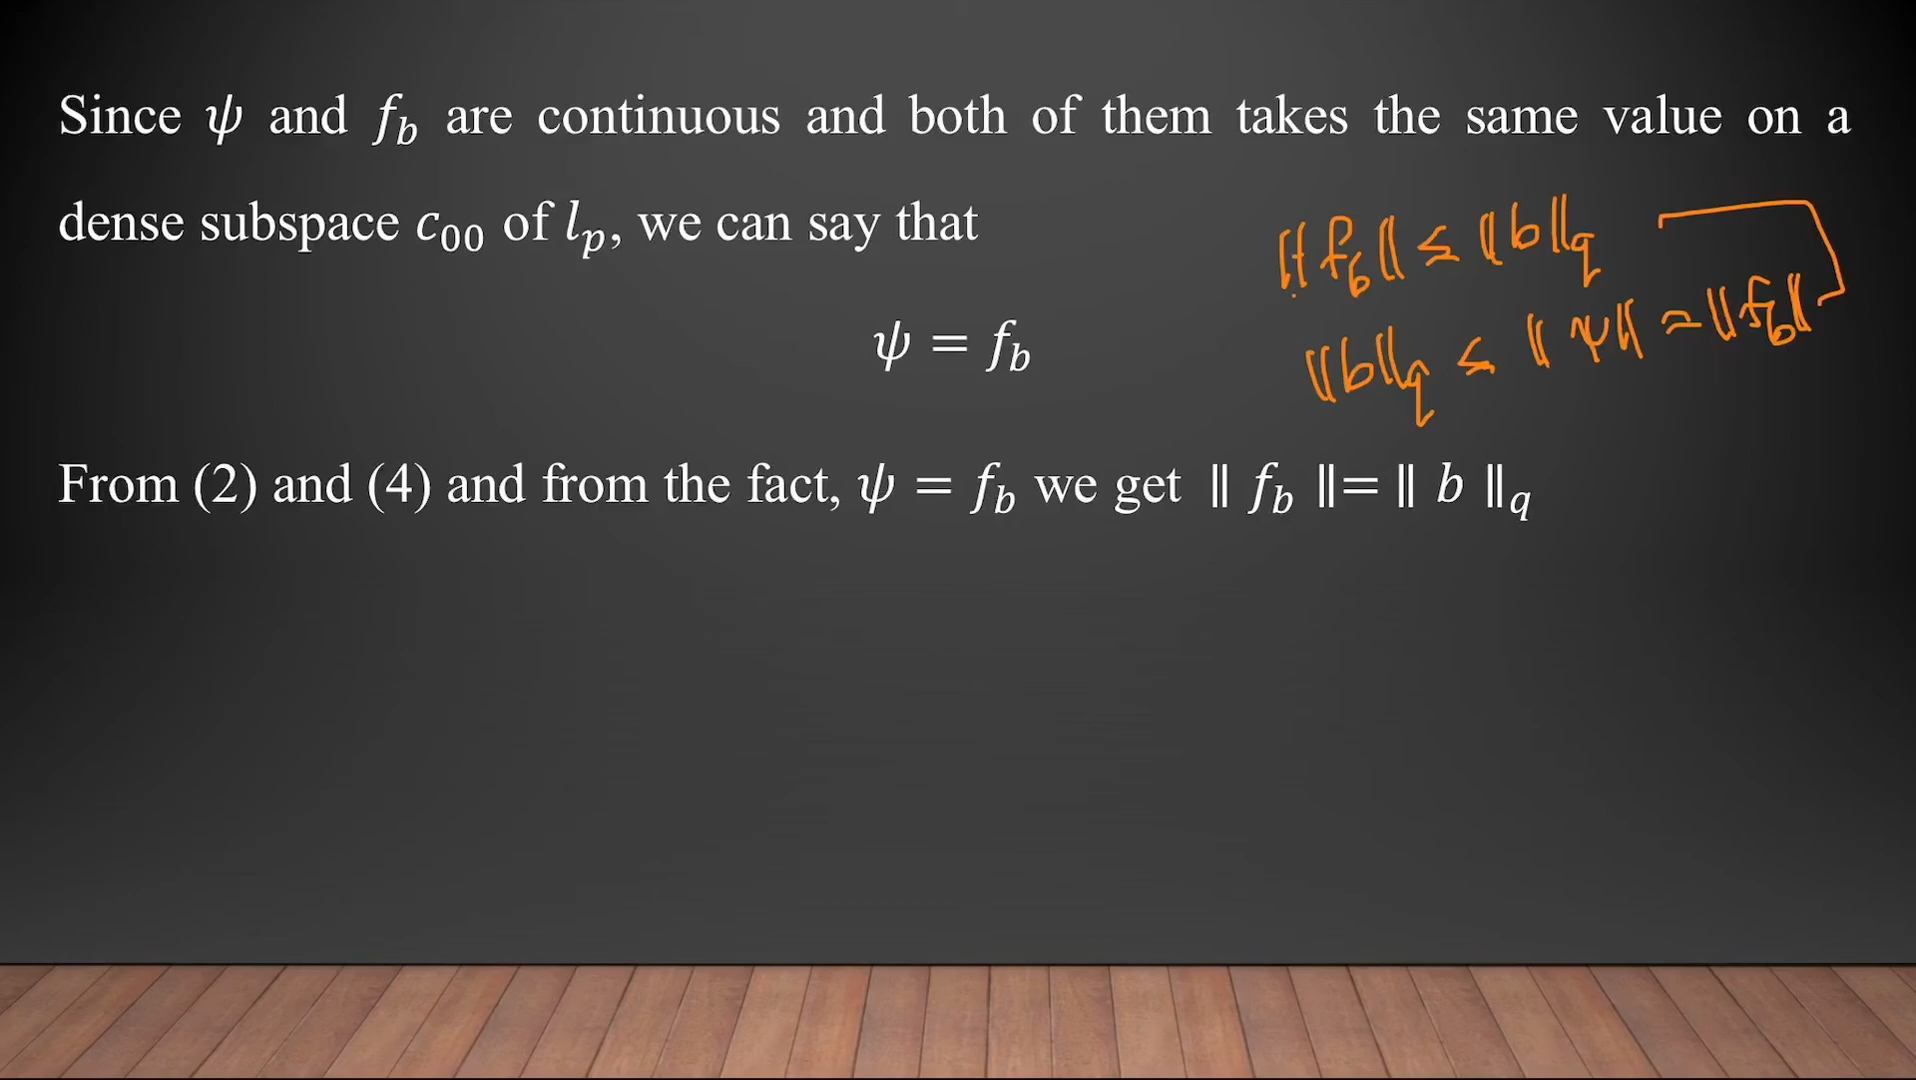 Since ψ and f_b are continuous and both of them takes the same value on a
dense subspace c₀₀ of l_p, we can say that
‖f_b‖ ≤ ‖b‖_q
ψ = f_b
‖b‖_q ≤ ‖ψ‖ = ‖f_b‖
From (2) and (4) and from the fact, ψ = f_b we get ‖ f_b ‖=‖ b ‖_q